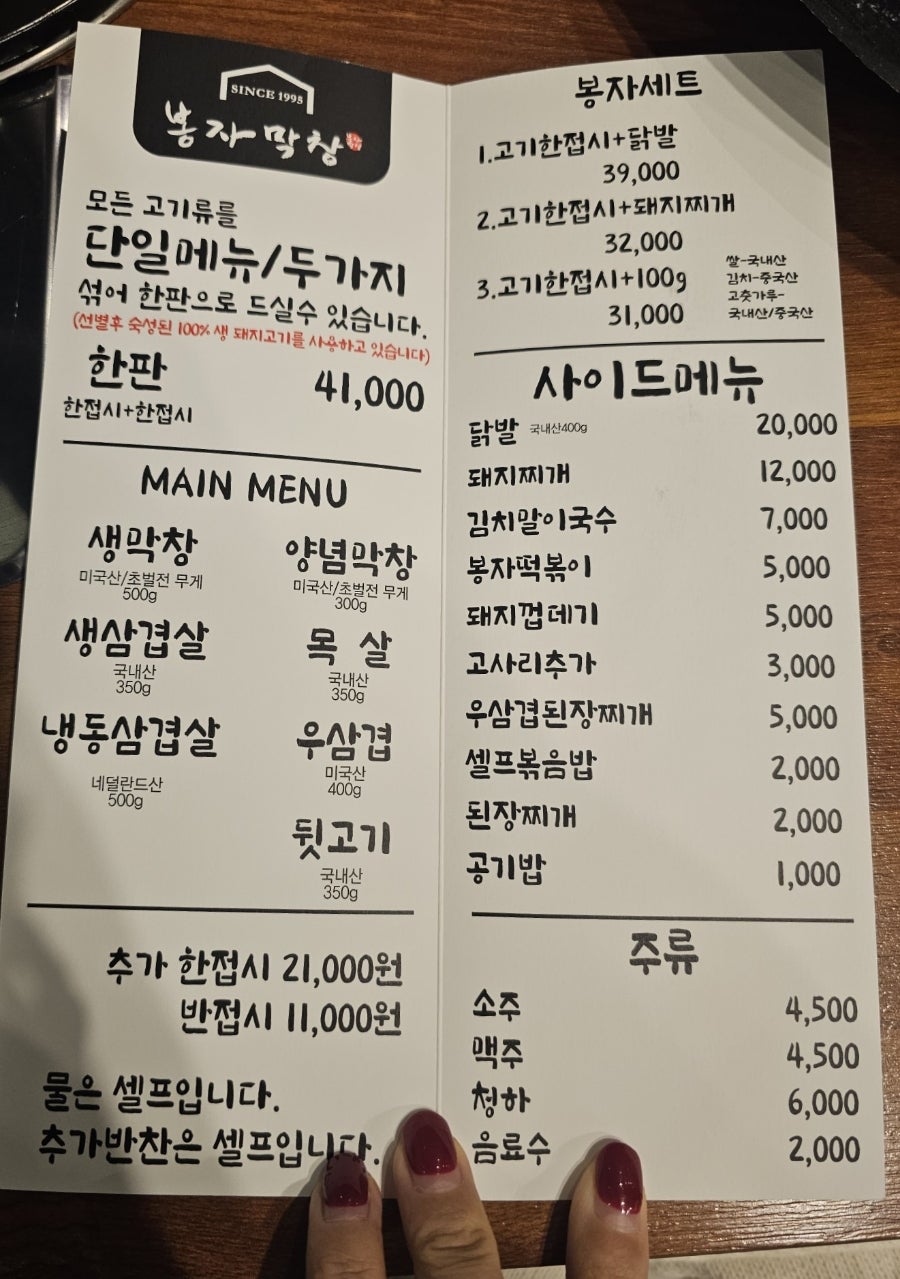 SINCE 1995
봉자막창
모든 고기류를
단일메뉴/두가지
섞어 한판으로 드실수 있습니다.
(선별후 숙성된 100% 생 돼지고기를 사용하고 있습니다)
한판 41,000
한접시+한접시
MAIN MENU
생막창 양념막창
미국산/초벌전 무게 미국산/초벌전 무게
500g 300g
생삼겹살 목 살
국내산 국내산
350g 350g
냉동삼겹살 우삼겹
네덜란드산 미국산
500g 400g
뒷고기
국내산
350g
추가 한접시 21,000원
반접시 11,000원
물은 셀프입니다.
추가반찬은 셀프입니다.
봉자세트
1.고기한접시+닭발
39,000
2.고기한접시+돼지찌개
32,000
3.고기한접시+100g
31,000
쌀-국내산
김치-중국산
고춧가루-
국내산/중국산
사이드메뉴
닭발 국내산400g 20,000
돼지찌개 12,000
김치말이국수 7,000
봉자떡볶이 5,000
돼지껍데기 5,000
고사리추가 3,000
우삼겹된장찌개 5,000
셀프볶음밥 2,000
된장찌개 2,000
공기밥 1,000
주류
소주 4,500
맥주 4,500
청하 6,000
음료수 2,000